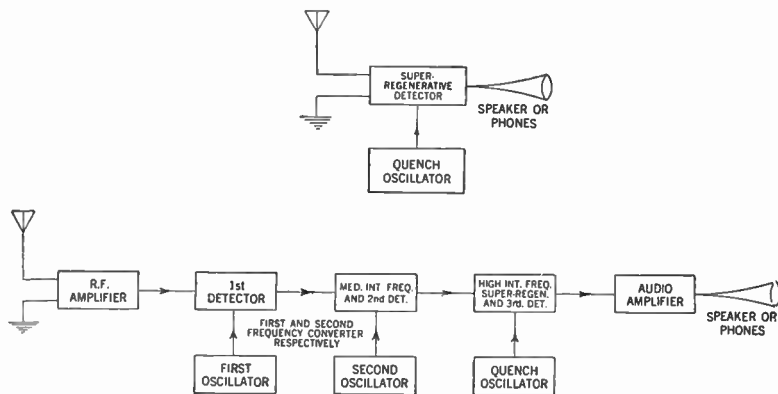 SUPER-
REGENERATIVE
DETECTOR
SPEAKER OR
PHONES
QUENCH
OSCILLATOR
R.F.
AMPLIFIER
1st
DETECTOR
MED. INT FREQ.
AND 2nd DET.
HIGH INT. FREQ.
SUPER-REGEN.
AND 3rd. DET.
AUDIO
AMPLIFIER
SPEAKER OR
PHONES
FIRST AND SECOND
FREQUENCY CONVERTER
RESPECTIVELY
FIRST
OSCILLATOR
SECOND
OSCILLATOR
QUENCH
OSCILLATOR